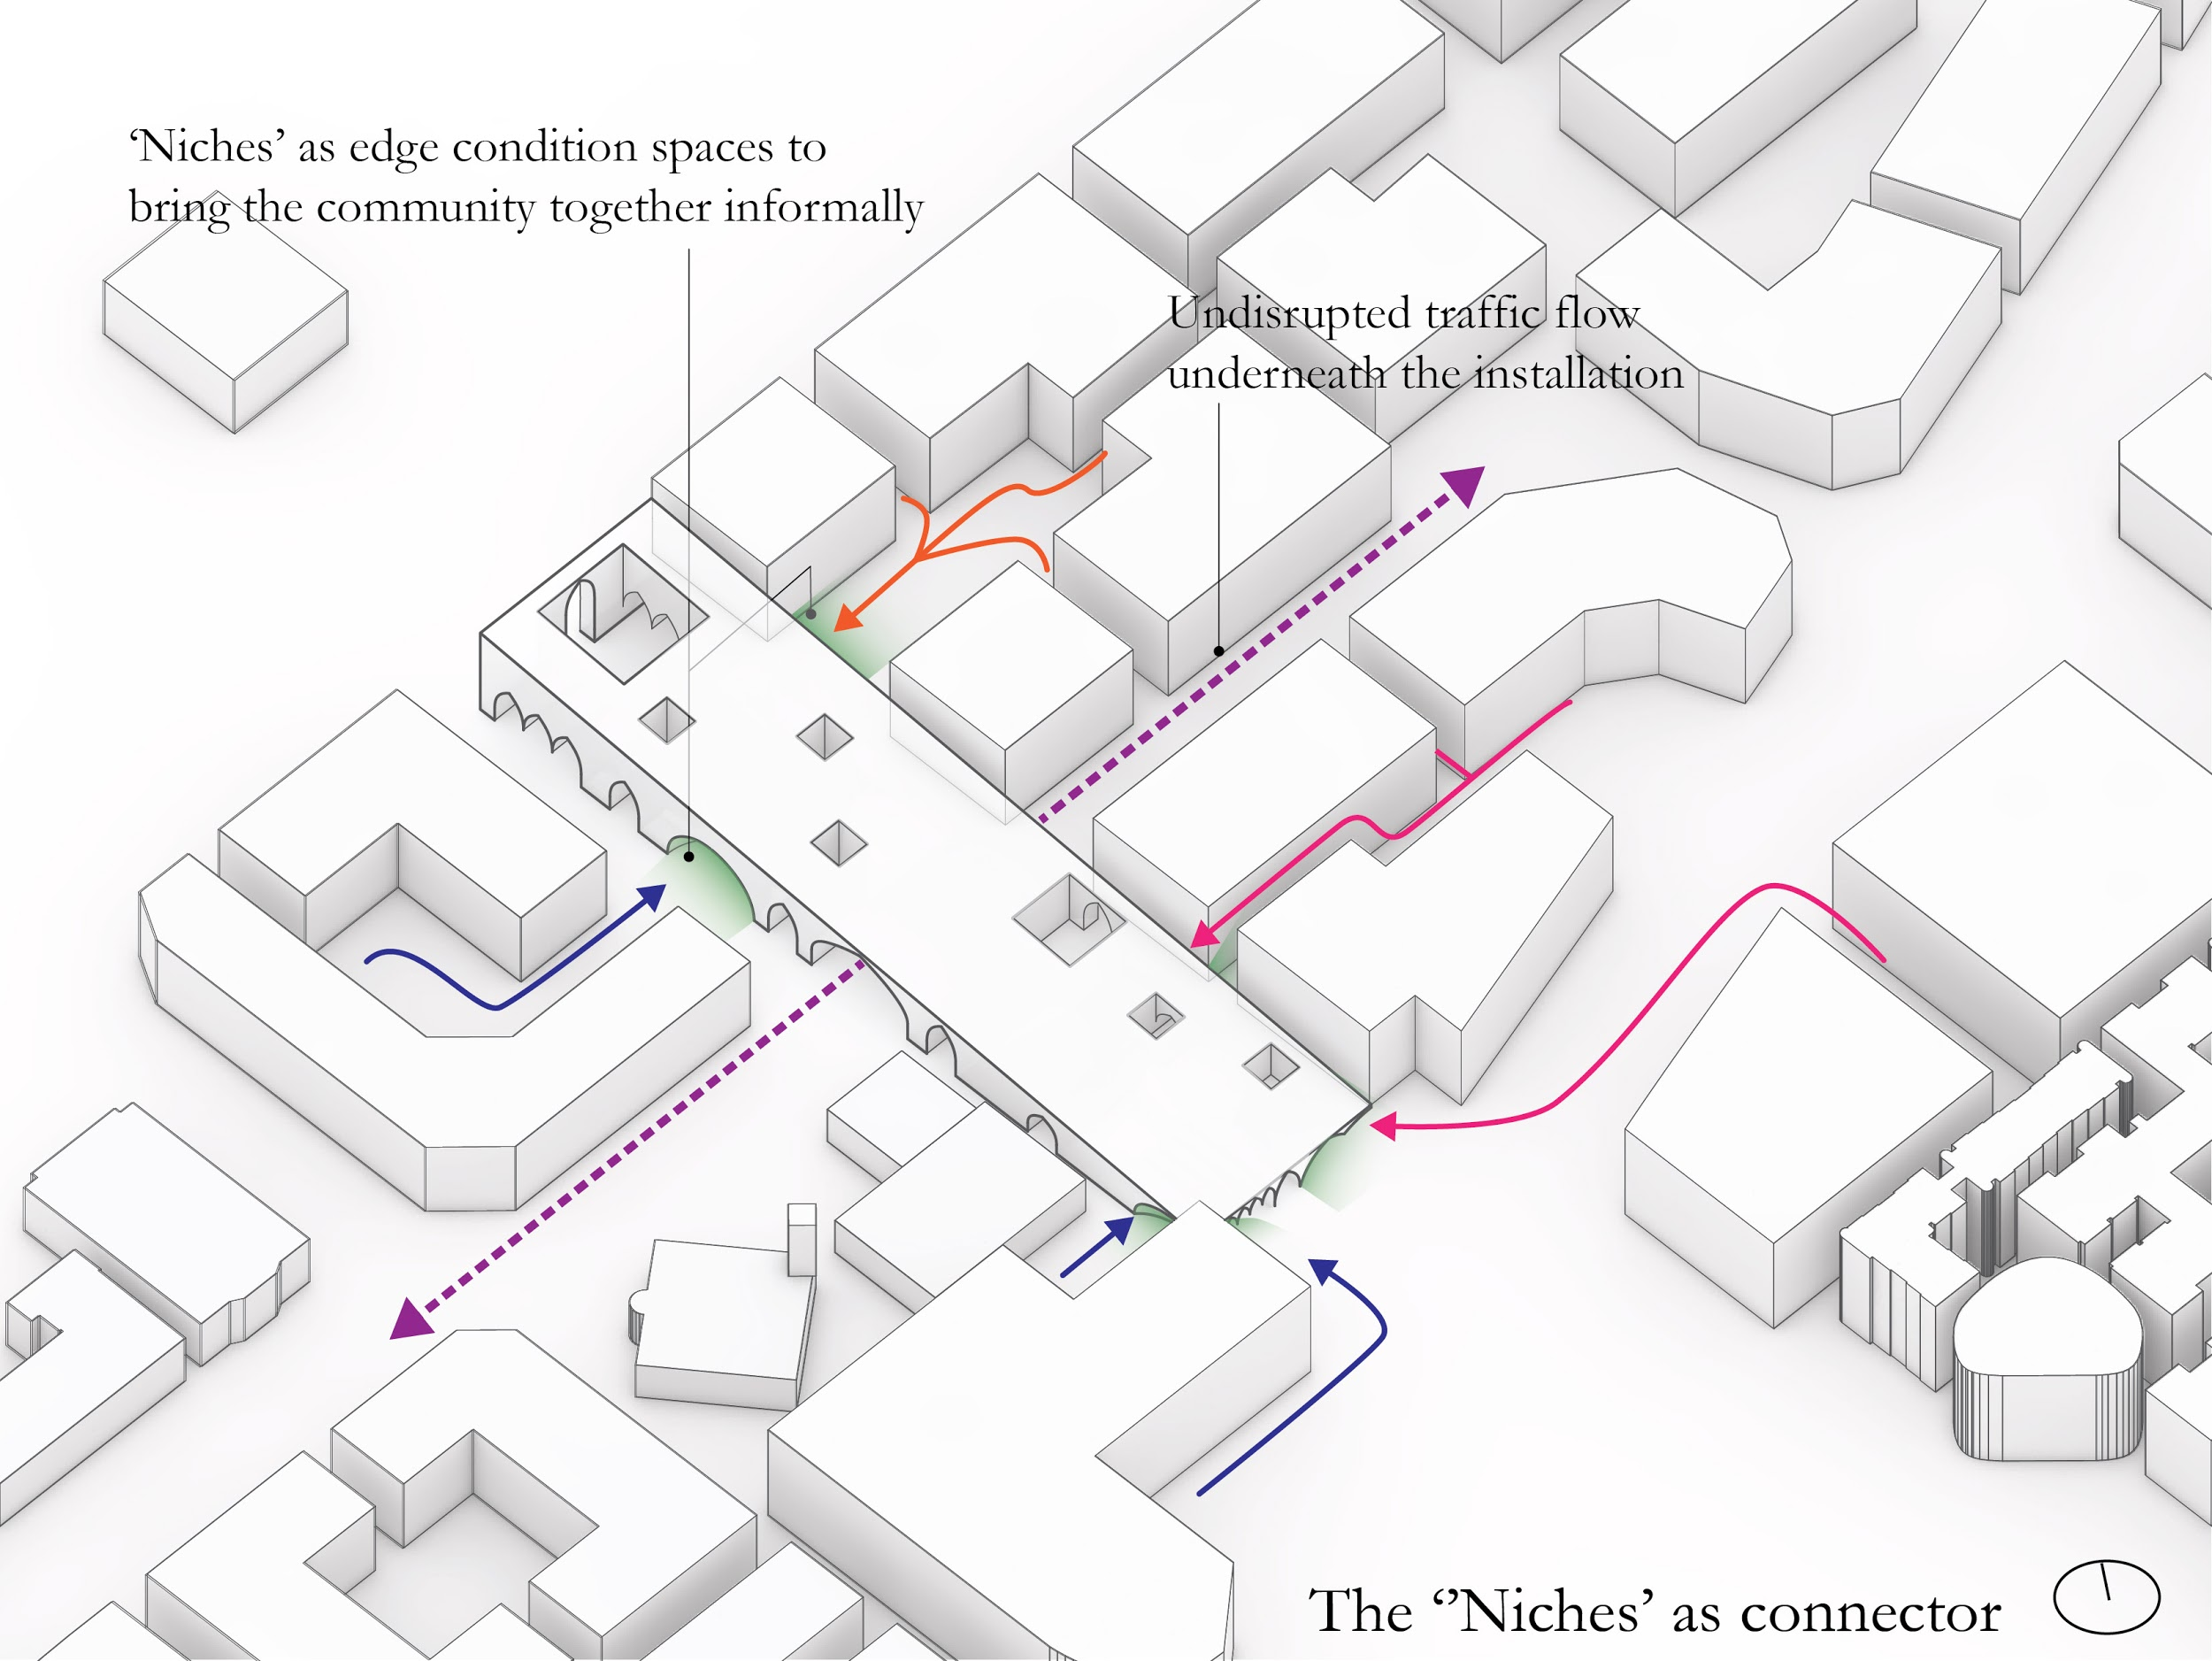 ‘Niches’ as edge condition spaces to
bring the community together informally
Undisrupted traffic flow
underneath the installation
The ‘’Niches’ as connector